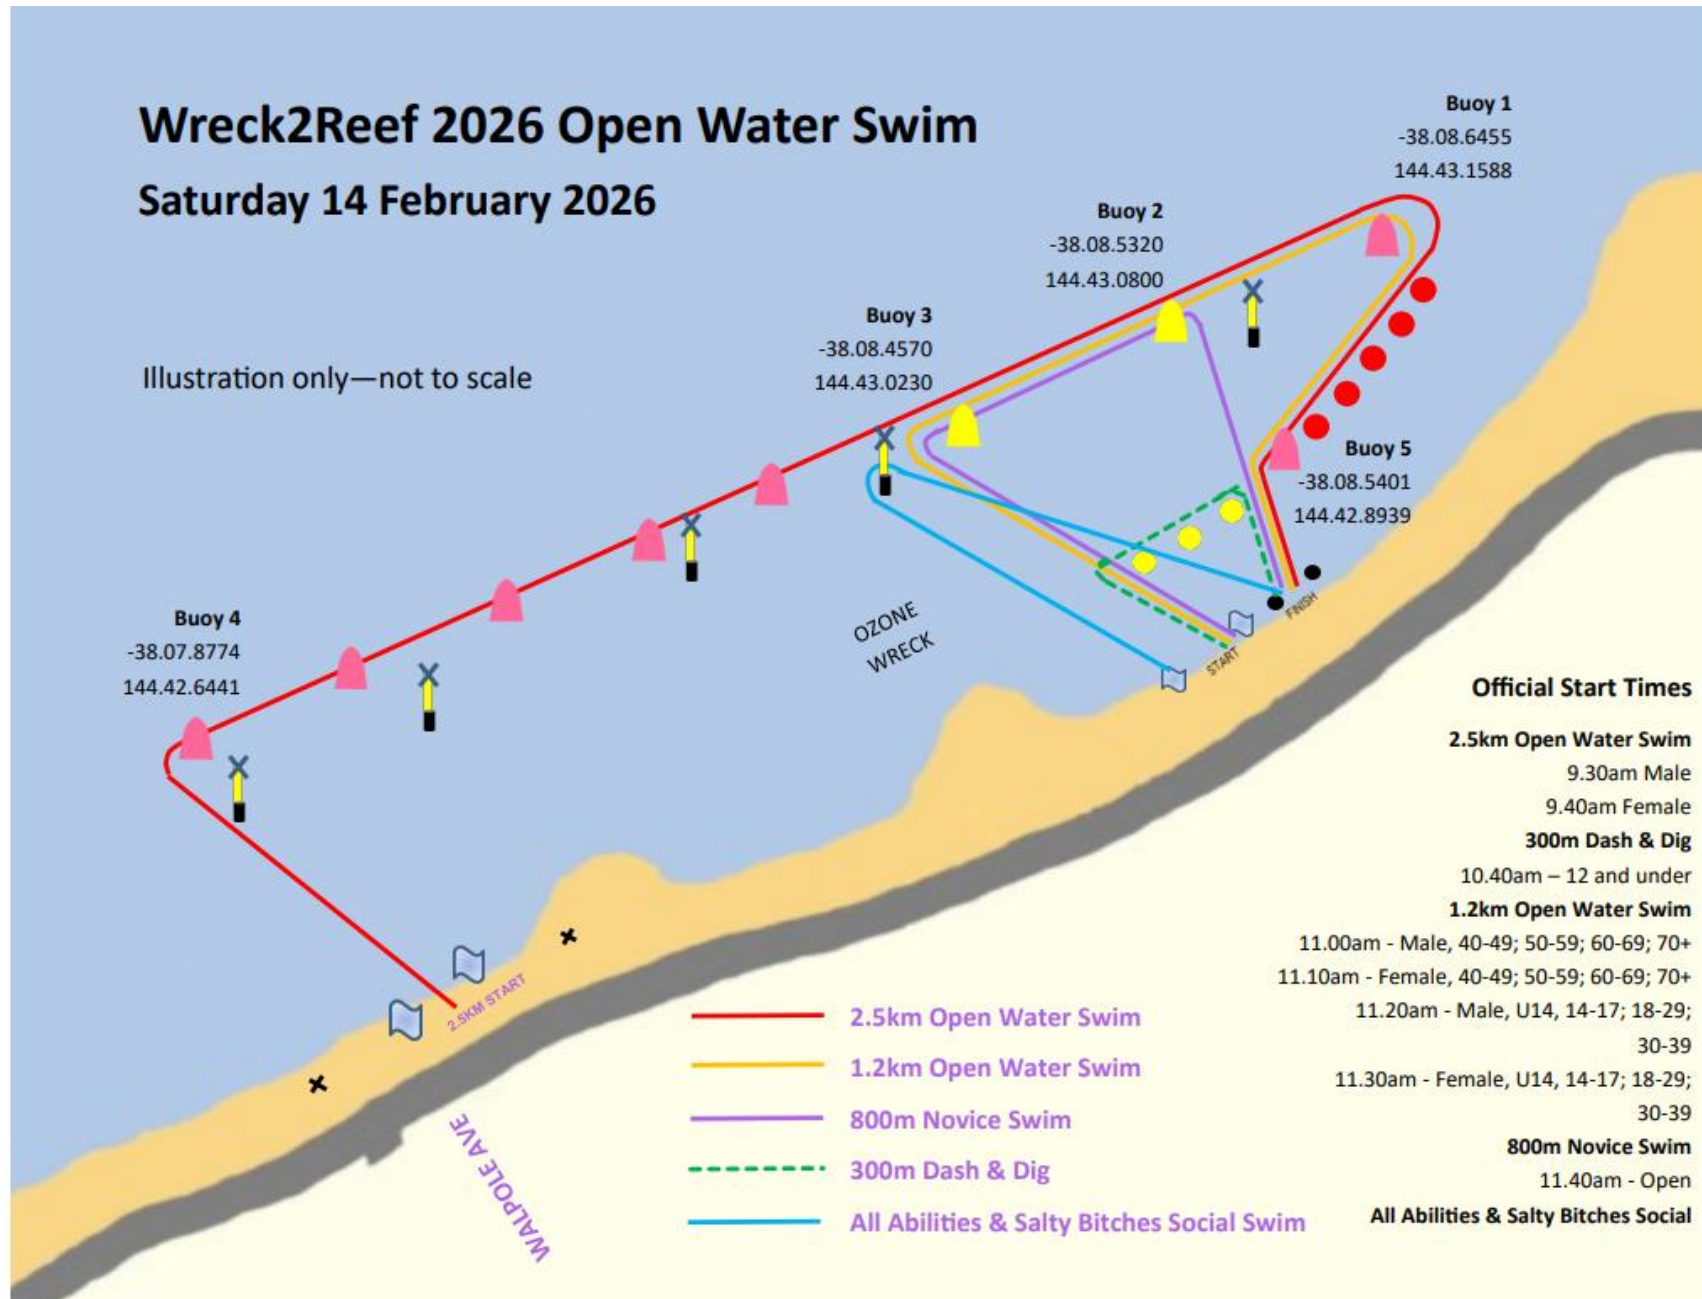 Wreck2Reef 2026 Open Water Swim
Saturday 14 February 2026
Illustration only—not to scale
Buoy 1
-38.08.6455
144.43.1588
Buoy 2
-38.08.5320
144.43.0800
Buoy 3
-38.08.4570
144.43.0230
Buoy 5
-38.08.5401
144.42.8939
Buoy 4
-38.07.8774
144.42.6441
OZONE
WRECK
FINISH
START
2.5KM START
WALPOLE AVE
2.5km Open Water Swim
1.2km Open Water Swim
800m Novice Swim
300m Dash & Dig
All Abilities & Salty Bitches Social Swim
Official Start Times
2.5km Open Water Swim
9.30am Male
9.40am Female
300m Dash & Dig
10.40am – 12 and under
1.2km Open Water Swim
11.00am - Male, 40-49; 50-59; 60-69; 70+
11.10am - Female, 40-49; 50-59; 60-69; 70+
11.20am - Male, U14, 14-17; 18-29;
30-39
11.30am - Female, U14, 14-17; 18-29;
30-39
800m Novice Swim
11.40am - Open
All Abilities & Salty Bitches Social